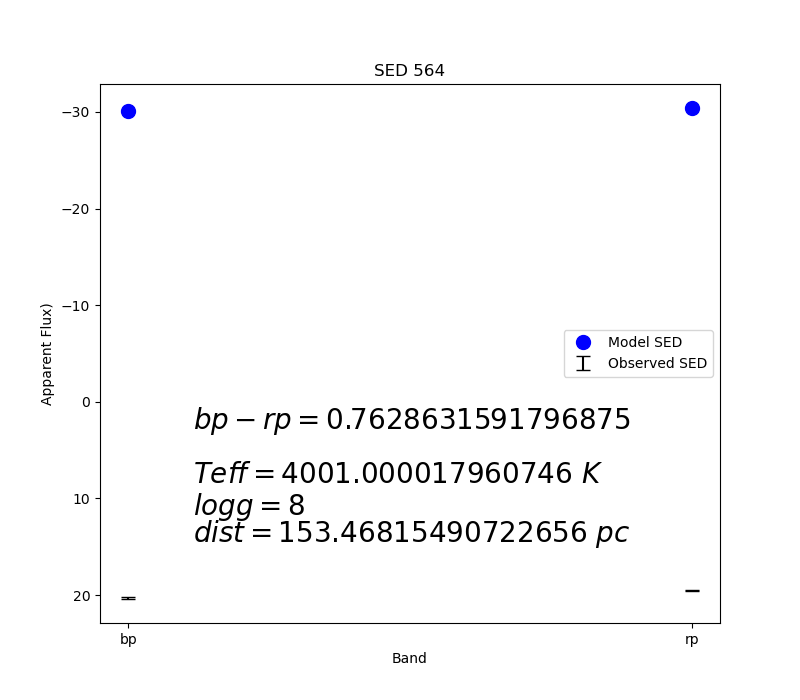 SED 564
−30
−20
−10
0
10
20
Apparent Flux)
Model SED
Observed SED
bp − rp = 0.7628631591796875
Teff = 4001.000017960746 K
logg = 8
dist = 153.46815490722656 pc
bp
rp
Band